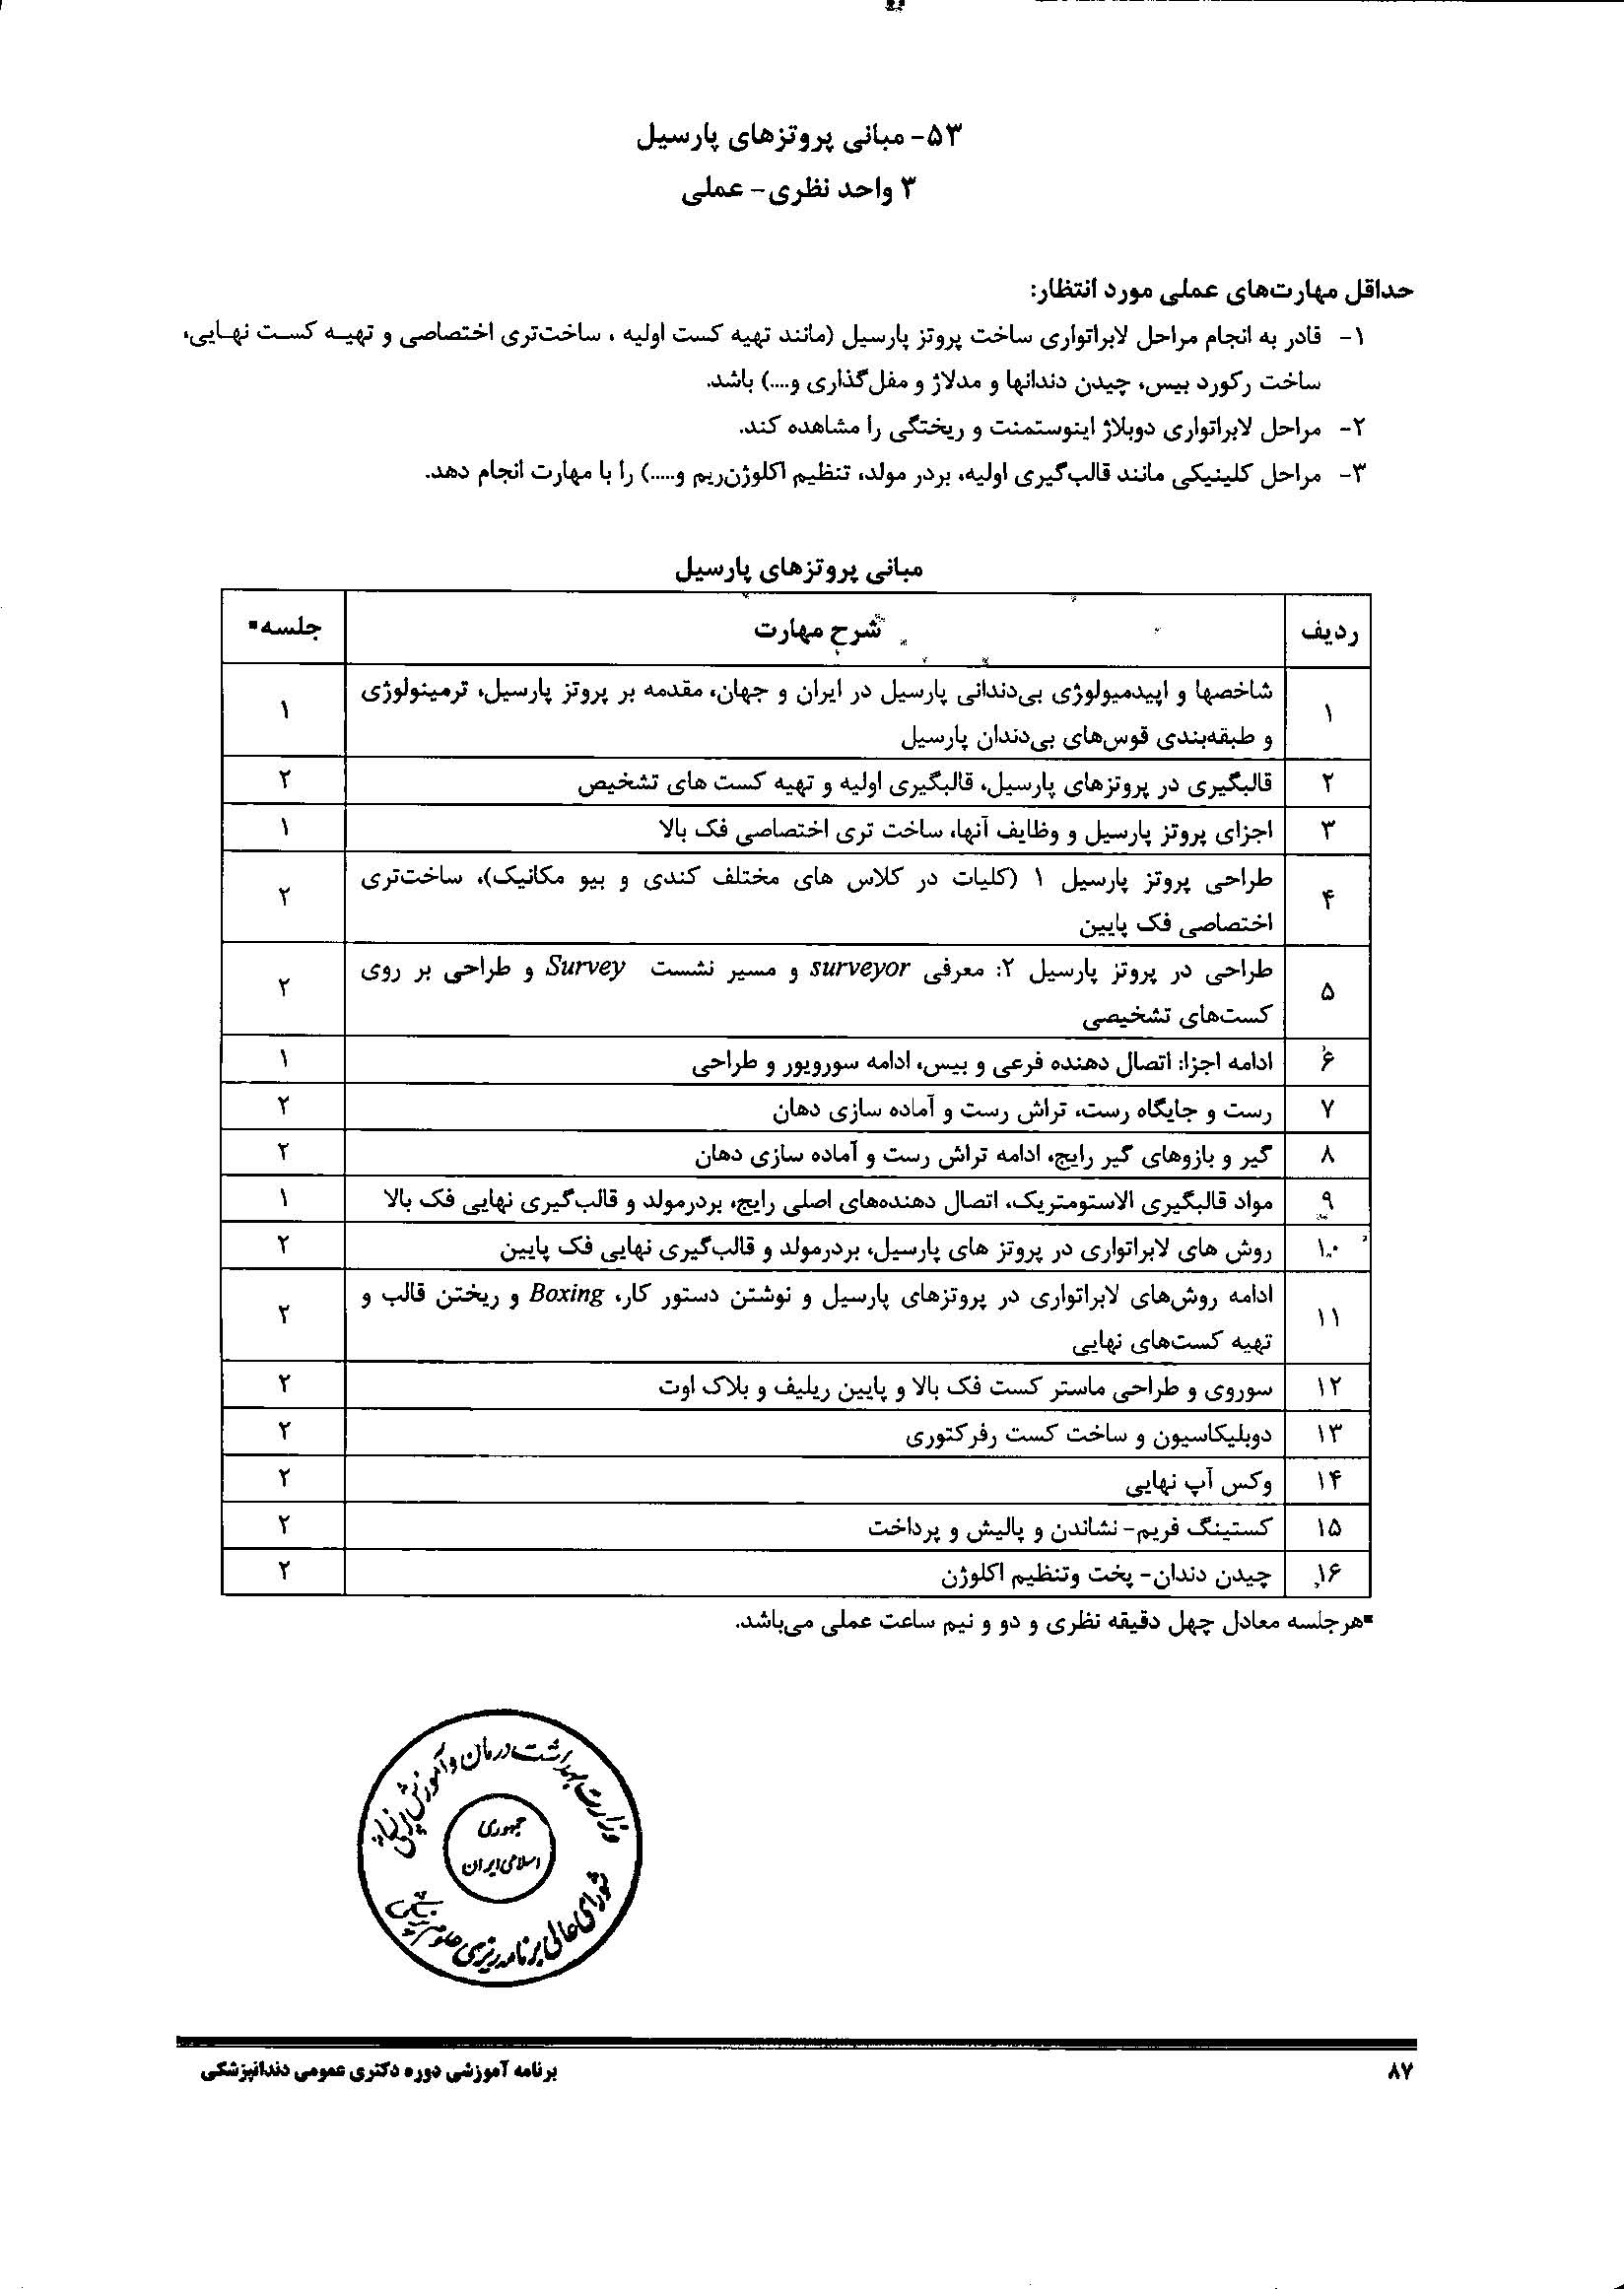 ۵۳- مبانی پروتزهای پارسیل
۳ واحد نظری- عملی
حداقل مهارت‌های عملی مورد انتظار:
۱- قادر به انجام مراحل لابراتواری ساخت پروتز پارسیل (مانند تهیه کست اولیه ، ساخت‌تری اختصاصی و تهیه کست نهایی،
ساخت رکورد بیس، چیدن دندانها و مدلاژ و مفل‌گذاری و....) باشد.
۲- مراحل لابراتواری دوبلاژ اینوستمنت و ریختگی را مشاهده کند.
۳- مراحل کلینیکی مانند قالب‌گیری اولیه، بردر مولد، تنظیم اکلوژن‌ریم و.....) را با مهارت انجام دهد.
مبانی پروتزهای پارسیل
ردیف شرح مهارت جلسه*
۱ شاخصها و اپیدمیولوژی بی‌دندانی پارسیل در ایران و جهان، مقدمه بر پروتز پارسیل، ترمینولوژی ۱
و طبقه‌بندی قوس‌های بی‌دندان پارسیل
۲ قالبگیری در پروتزهای پارسیل، قالبگیری اولیه و تهیه کست های تشخیص ۲
۳ اجزای پروتز پارسیل و وظایف آنها، ساخت تری اختصاصی فک بالا ۱
۴ طراحی پروتز پارسیل ۱ (کلیات در کلاس های مختلف کندی و بیو مکانیک)، ساخت‌تری ۲
اختصاصی فک پایین
۵ طراحی در پروتز پارسیل ۲: معرفی surveyor و مسیر نشست Survey و طراحی بر روی ۲
کست‌های تشخیصی
۶ ادامه اجزا: اتصال دهنده فرعی و بیس، ادامه سورویور و طراحی ۱
۷ رست و جایگاه رست، تراش رست و آماده سازی دهان ۲
۸ گیر و بازوهای گیر رایج، ادامه تراش رست و آماده سازی دهان ۲
۹ مواد قالبگیری الاستومتریک، اتصال دهنده‌های اصلی رایج، بردرمولد و قالب‌گیری نهایی فک بالا ۱
۱۰ روش های لابراتواری در پروتز های پارسیل، بردرمولد و قالب‌گیری نهایی فک پایین ۲
۱۱ ادامه روش‌های لابراتواری در پروتزهای پارسیل و نوشتن دستور کار، Boxing و ریختن قالب و ۲
تهیه کست‌های نهایی
۱۲ سوروی و طراحی ماستر کست فک بالا و پایین ریلیف و بلاک اوت ۲
۱۳ دوبلیکاسیون و ساخت کست رفرکتوری ۲
۱۴ وکس آپ نهایی ۲
۱۵ کستینگ فریم- نشاندن و پالیش و پرداخت ۲
۱۶ چیدن دندان- پخت وتنظیم اکلوژن ۲
*هرجلسه معادل چهل دقیقه نظری و دو و نیم ساعت عملی می‌باشد.
وزارت بهداشت درمان و آموزش پزشکی
جمهوری
اسلامی ایران
شورای عالی برنامه‌ریزی علوم پزشکی
۸۷ برنامه آموزشی دوره دکتری عمومی دندانپزشکی